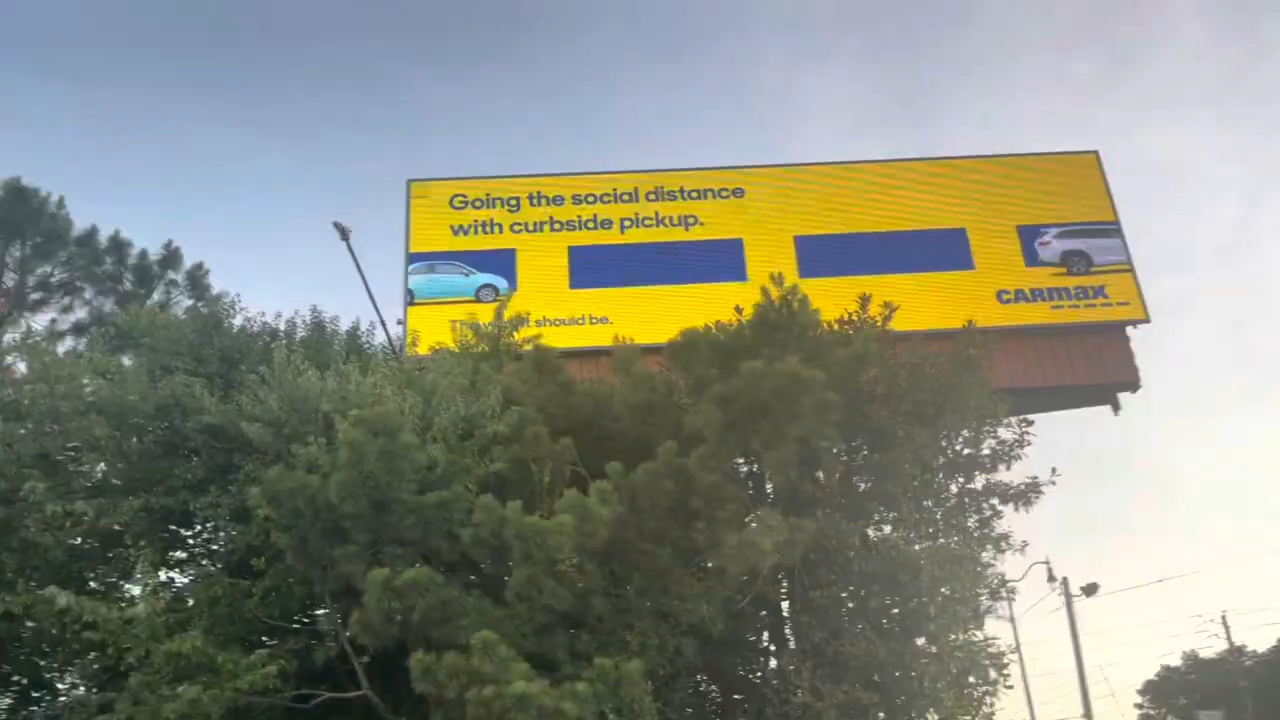 Going the social distance
with curbside pickup.
should be.
CARMAX